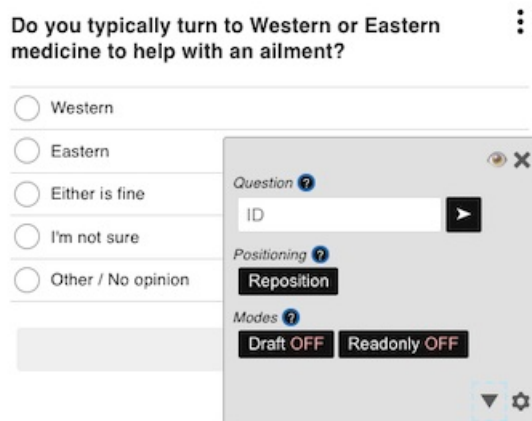 Do you typically turn to Western or Eastern
medicine to help with an ailment?
Western
Eastern
Either is fine
I'm not sure
Other / No opinion
Question ?
ID
Positioning ?
Reposition
Modes ?
Draft OFF Readonly OFF